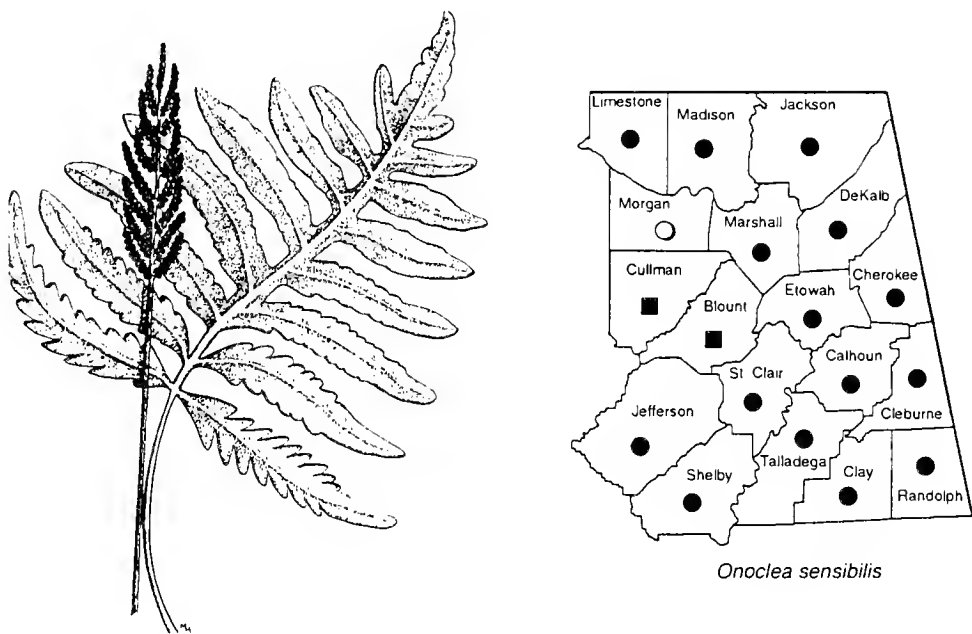 Limestone
Madison
Jackson
Morgan
Marshall
DeKalb
Cullman
Blount
Etowah
Cherokee
St Clair
Calhoun
Jefferson
Cleburne
Shelby
Talladega
Clay
Randolph
Onoclea sensibilis